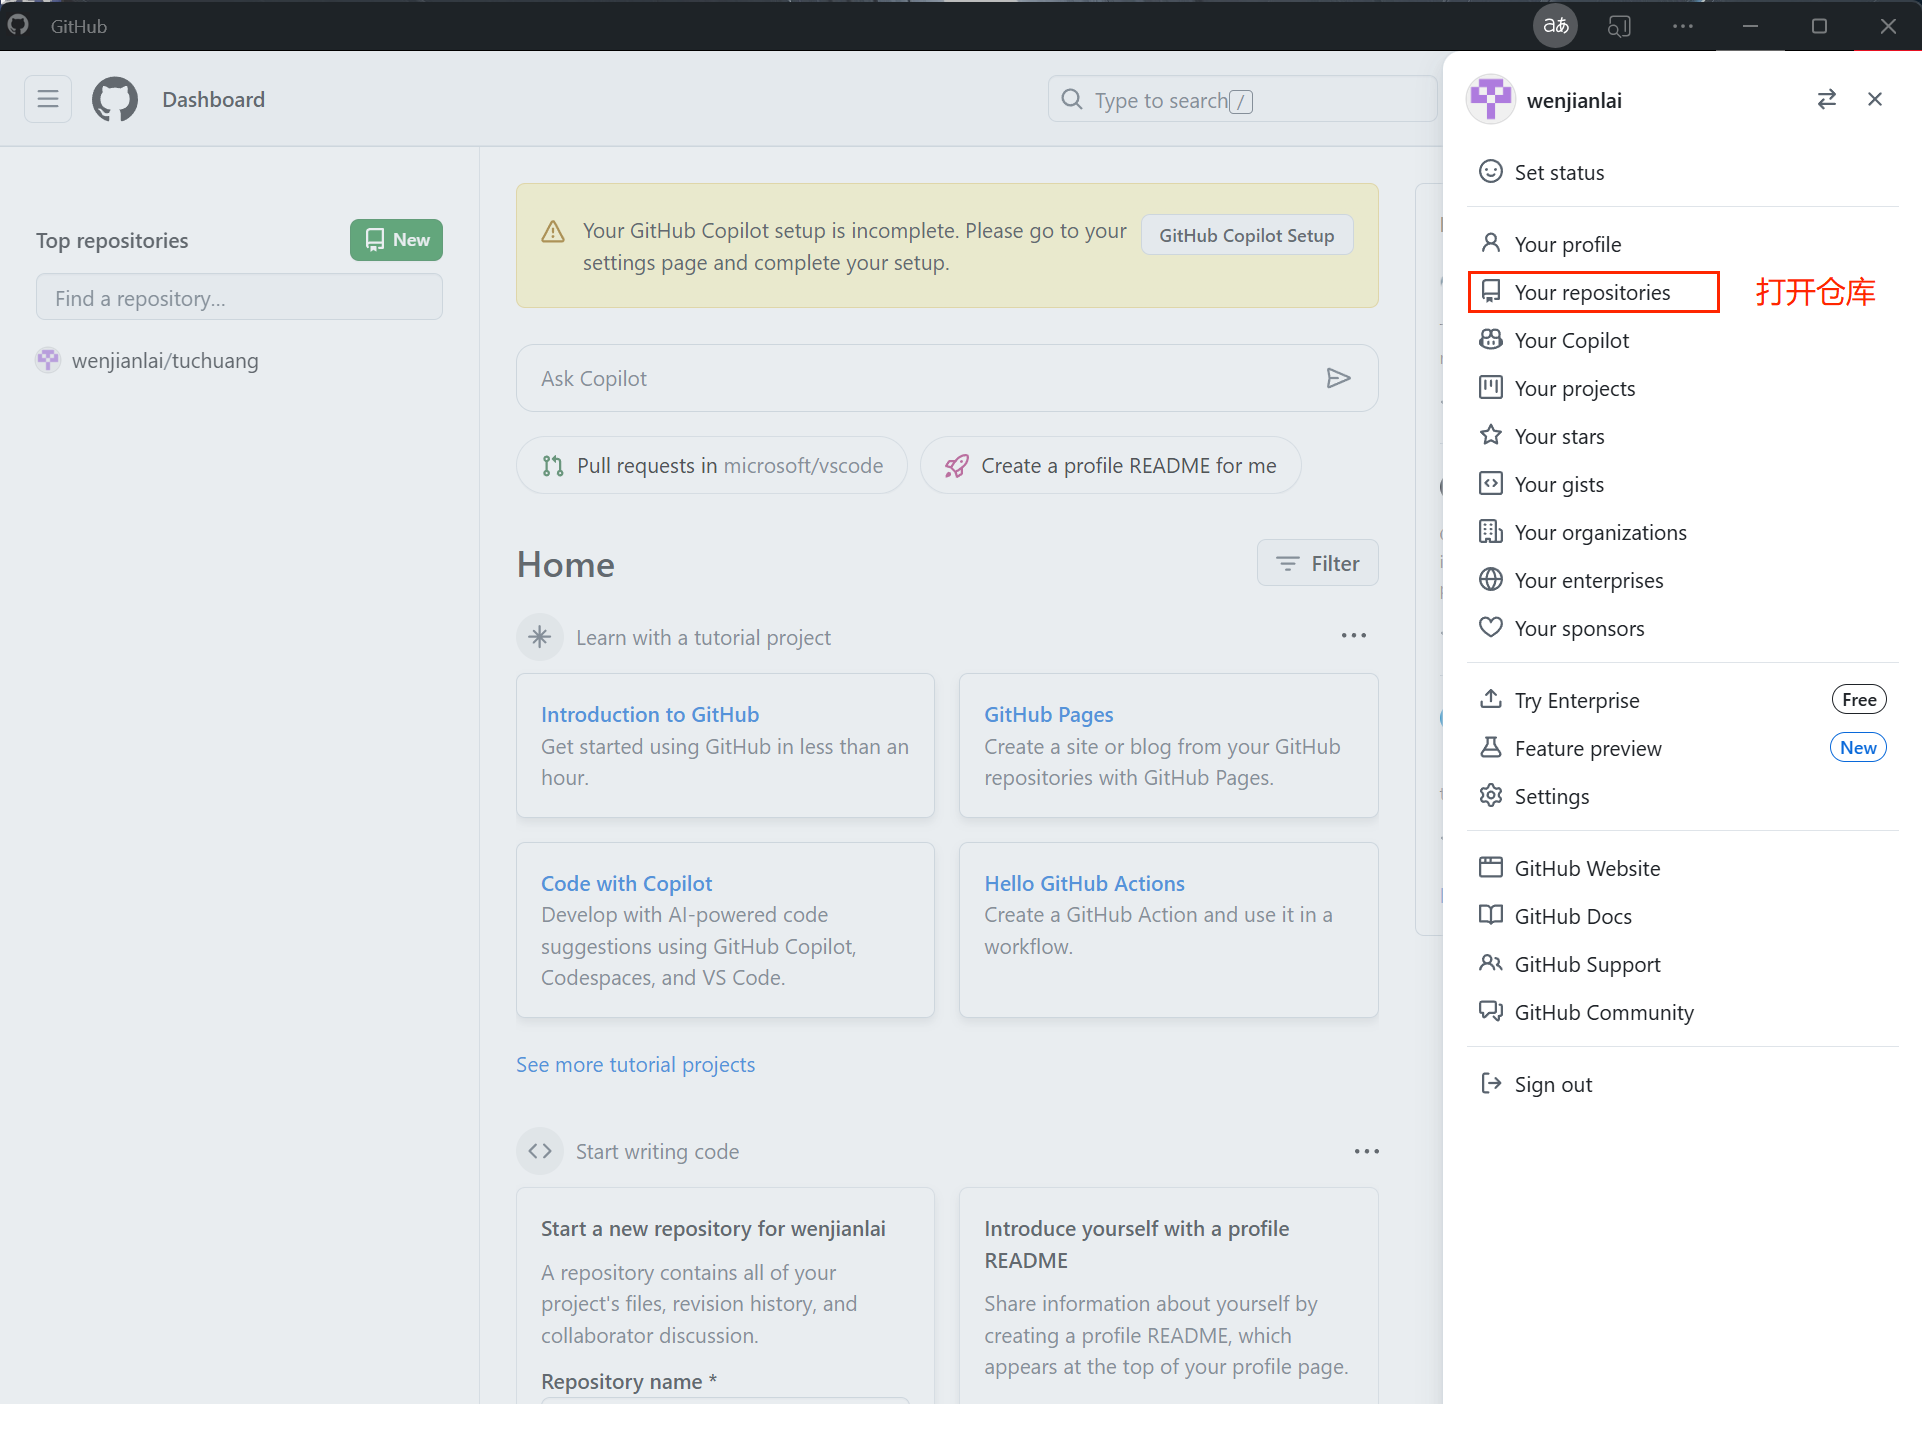 GitHub
aあ
Dashboard
Type to search /
Top repositories
New
Find a repository...
wenjianlai/tuchuang
Your GitHub Copilot setup is incomplete. Please go to your
settings page and complete your setup.
GitHub Copilot Setup
Ask Copilot
Pull requests in microsoft/vscode
Create a profile README for me
Home
Filter
Learn with a tutorial project
Introduction to GitHub
Get started using GitHub in less than an
hour.
GitHub Pages
Create a site or blog from your GitHub
repositories with GitHub Pages.
Code with Copilot
Develop with AI-powered code
suggestions using GitHub Copilot,
Codespaces, and VS Code.
Hello GitHub Actions
Create a GitHub Action and use it in a
workflow.
See more tutorial projects
Start writing code
Start a new repository for wenjianlai
A repository contains all of your
project's files, revision history, and
collaborator discussion.
Repository name *
Introduce yourself with a profile
README
Share information about yourself by
creating a profile README, which
appears at the top of your profile page.
wenjianlai
Set status
Your profile
Your repositories
打开仓库
Your Copilot
Your projects
Your stars
Your gists
Your organizations
Your enterprises
Your sponsors
Try Enterprise
Free
Feature preview
New
Settings
GitHub Website
GitHub Docs
GitHub Support
GitHub Community
Sign out